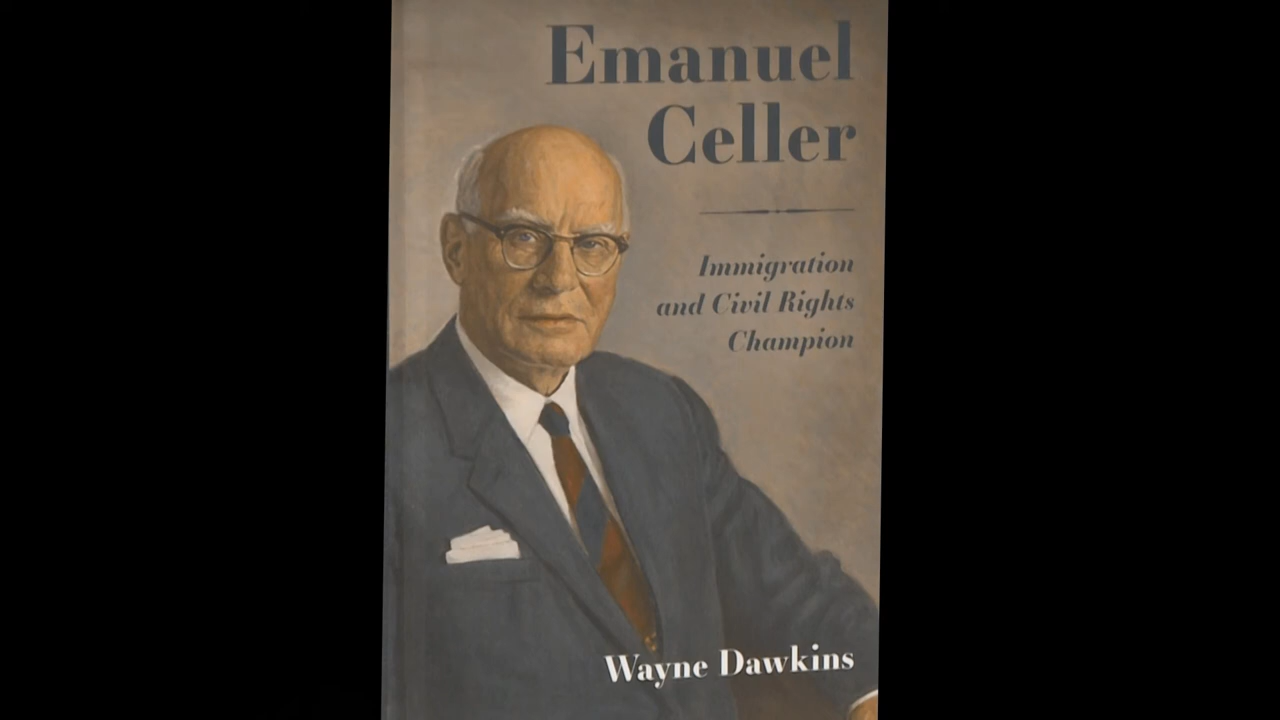 Emanuel
Celler
Immigration
and Civil Rights
Champion
Wayne Dawkins